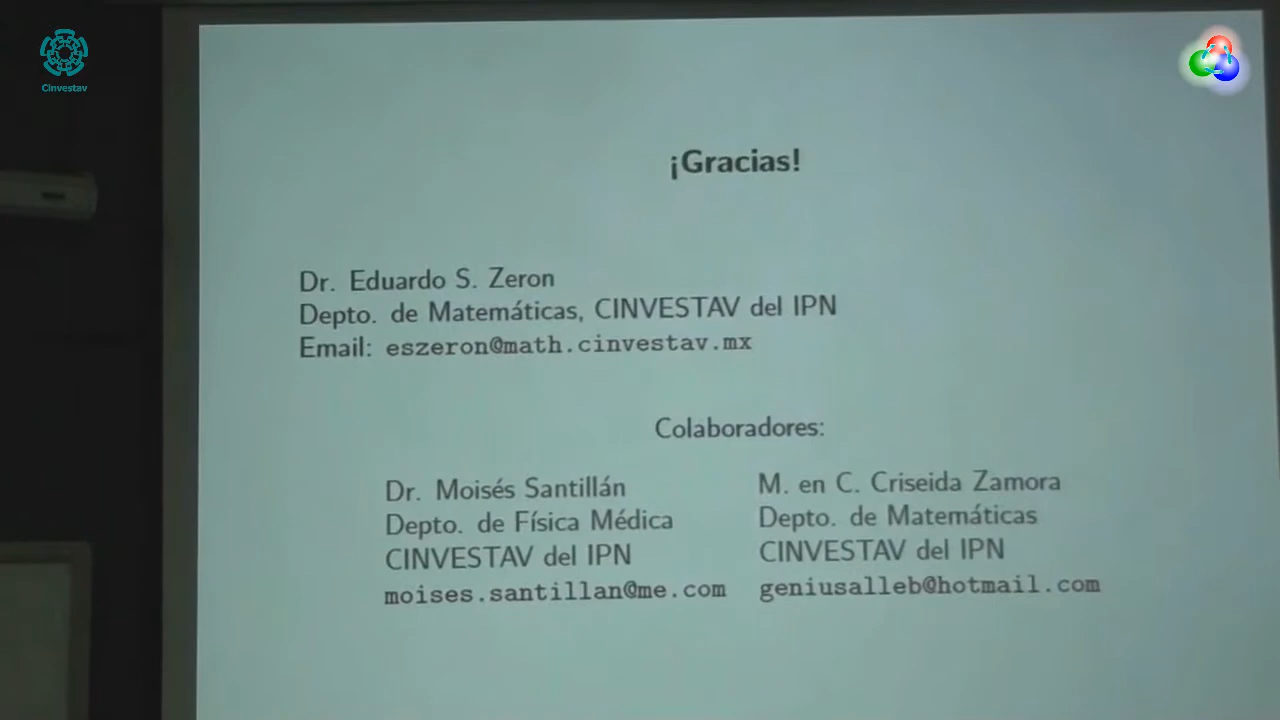 Cinvestav
¡Gracias!
Dr. Eduardo S. Zeron
Depto. de Matemáticas, CINVESTAV del IPN
Email: eszeron@math.cinvestav.mx
Colaboradores:
Dr. Moisés Santillán
Depto. de Física Médica
CINVESTAV del IPN
moises.santillan@me.com
M. en C. Criseida Zamora
Depto. de Matemáticas
CINVESTAV del IPN
geniusalleb@hotmail.com